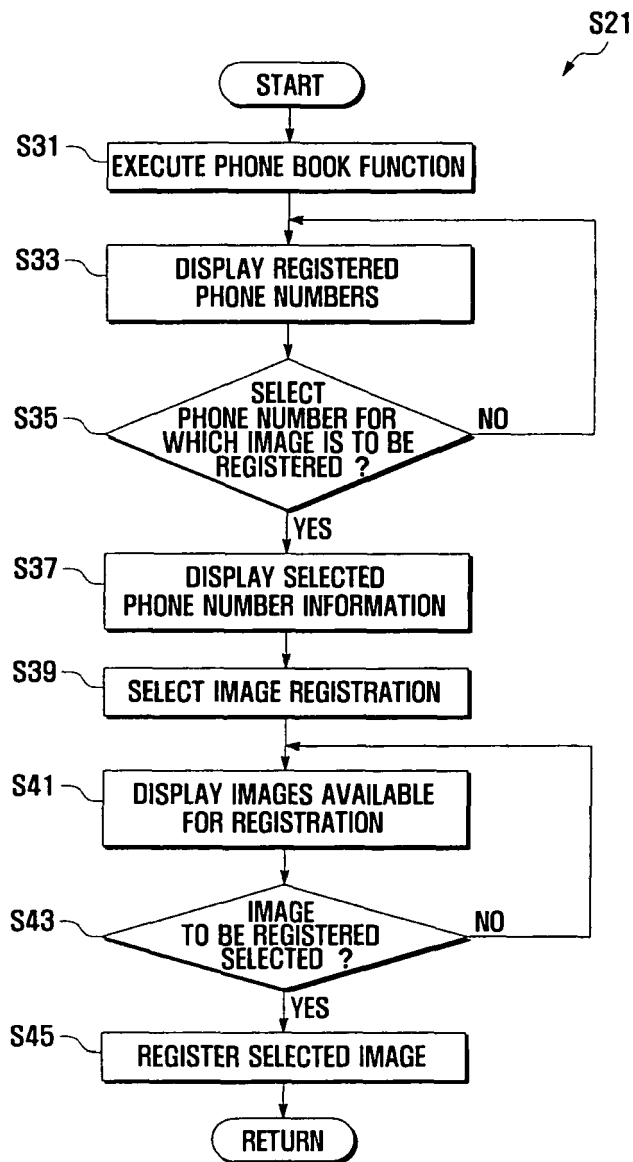 S21
START
S31
EXECUTE PHONE BOOK FUNCTION
S33
DISPLAY REGISTERED
PHONE NUMBERS
S35
SELECT
PHONE NUMBER FOR
WHICH IMAGE IS TO BE
REGISTERED ?
NO
YES
S37
DISPLAY SELECTED
PHONE NUMBER INFORMATION
S39
SELECT IMAGE REGISTRATION
S41
DISPLAY IMAGES AVAILABLE
FOR REGISTRATION
S43
IMAGE
TO BE REGISTERED
SELECTED ?
NO
YES
S45
REGISTER SELECTED IMAGE
RETURN